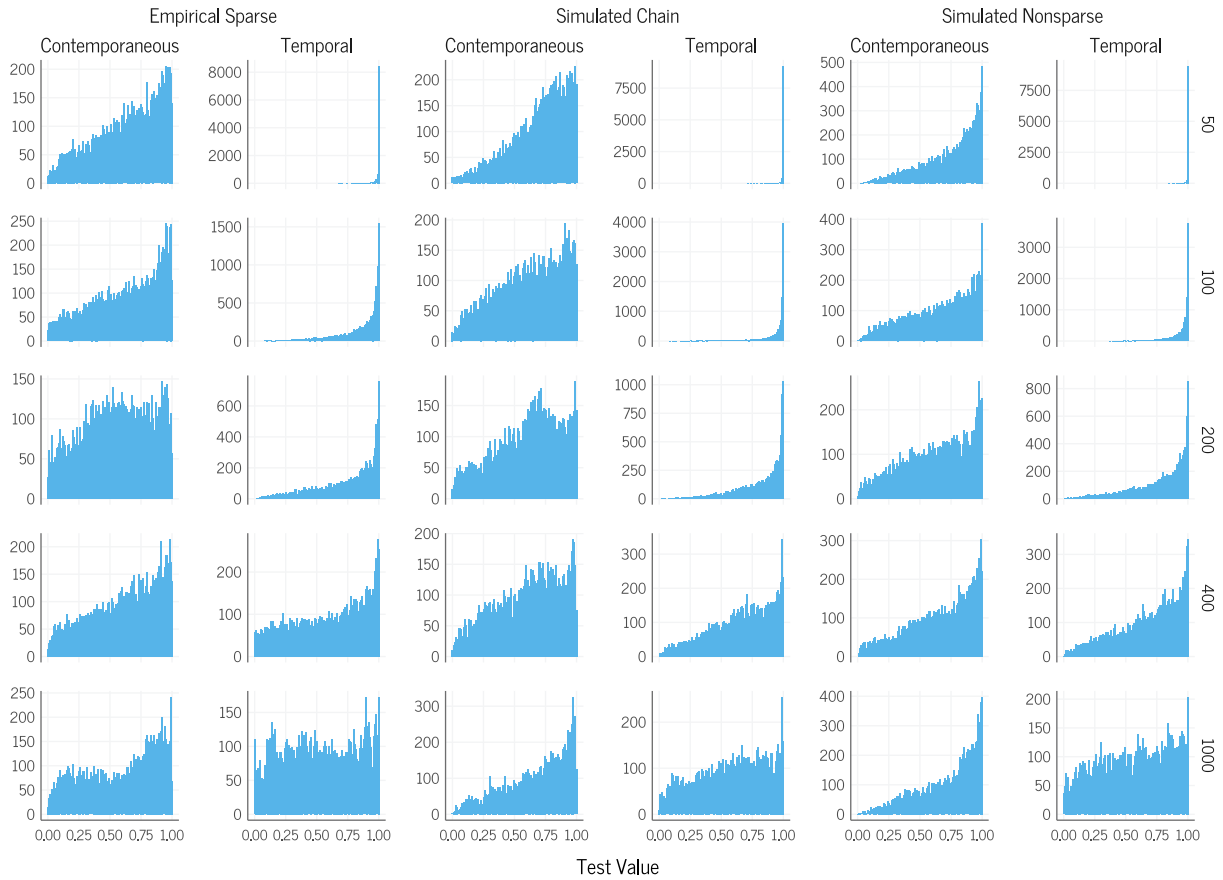 Empirical Sparse Simulated Chain Simulated Nonsparse
Contemporaneous Temporal Contemporaneous Temporal Contemporaneous Temporal
200 150 100 50 0
8000 6000 4000 2000 0
200 150 100 50 0
7500 5000 2500 0
500 400 300 200 100 0
7500 5000 2500 0
50
250 200 150 100 50 0
1500 1000 500 0
200 150 100 50 0
4000 3000 2000 1000 0
400 300 200 100 0
3000 2000 1000 0
100
150 100 50 0
600 400 200 0
150 100 50 0
1000 750 500 250 0
200 100 0
800 600 400 200 0
200
200 150 100 50 0
200 100 0
200 150 100 50 0
300 200 100 0
300 200 100 0
300 200 100 0
400
250 200 150 100 50 0
150 100 50 0
300 200 100 0
200 100 0
400 300 200 100 0
200 150 100 50 0
1000
0.00 0.25 0.50 0.75 1.00 0.00 0.25 0.50 0.75 1.00 0.00 0.25 0.50 0.75 1.00 0.00 0.25 0.50 0.75 1.00 0.00 0.25 0.50 0.75 1.00 0.00 0.25 0.50 0.75 1.00
Test Value